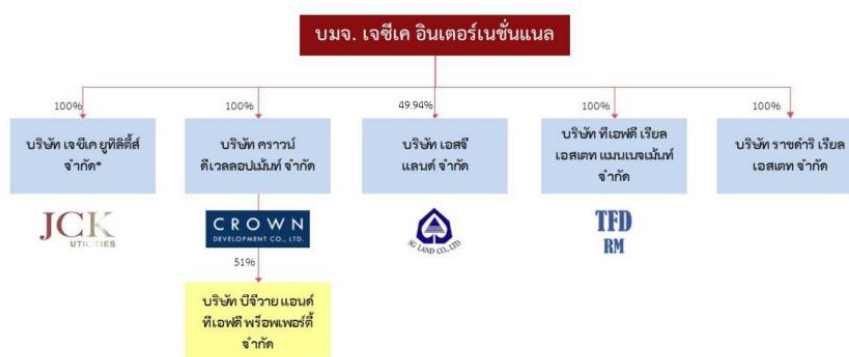 บมจ. เจซีเค อินเตอร์เนชั่นแนล
100%
100%
49.94%
100%
100%
บริษัท เจซีเค ยูทิลิตี้ส์
จำกัด*
บริษัท คราวน์
ดีเวลลอปเม้นท์ จำกัด
บริษัท เอสจี
แลนด์ จำกัด
บริษัท ทีเอฟดี เรียล
เอสเตท แมนเนจเม้นท์
จำกัด
บริษัท ราชดำริ เรียล
เอสเตท จำกัด
JCK
UTILITIES
CROWN
DEVELOPMENT CO., LTD.
SG LAND CO., LTD
TFD
RM
51%
บริษัท บีจีวาย แอนด์
ทีเอฟดี พร็อพเพอร์ตี้
จำกัด